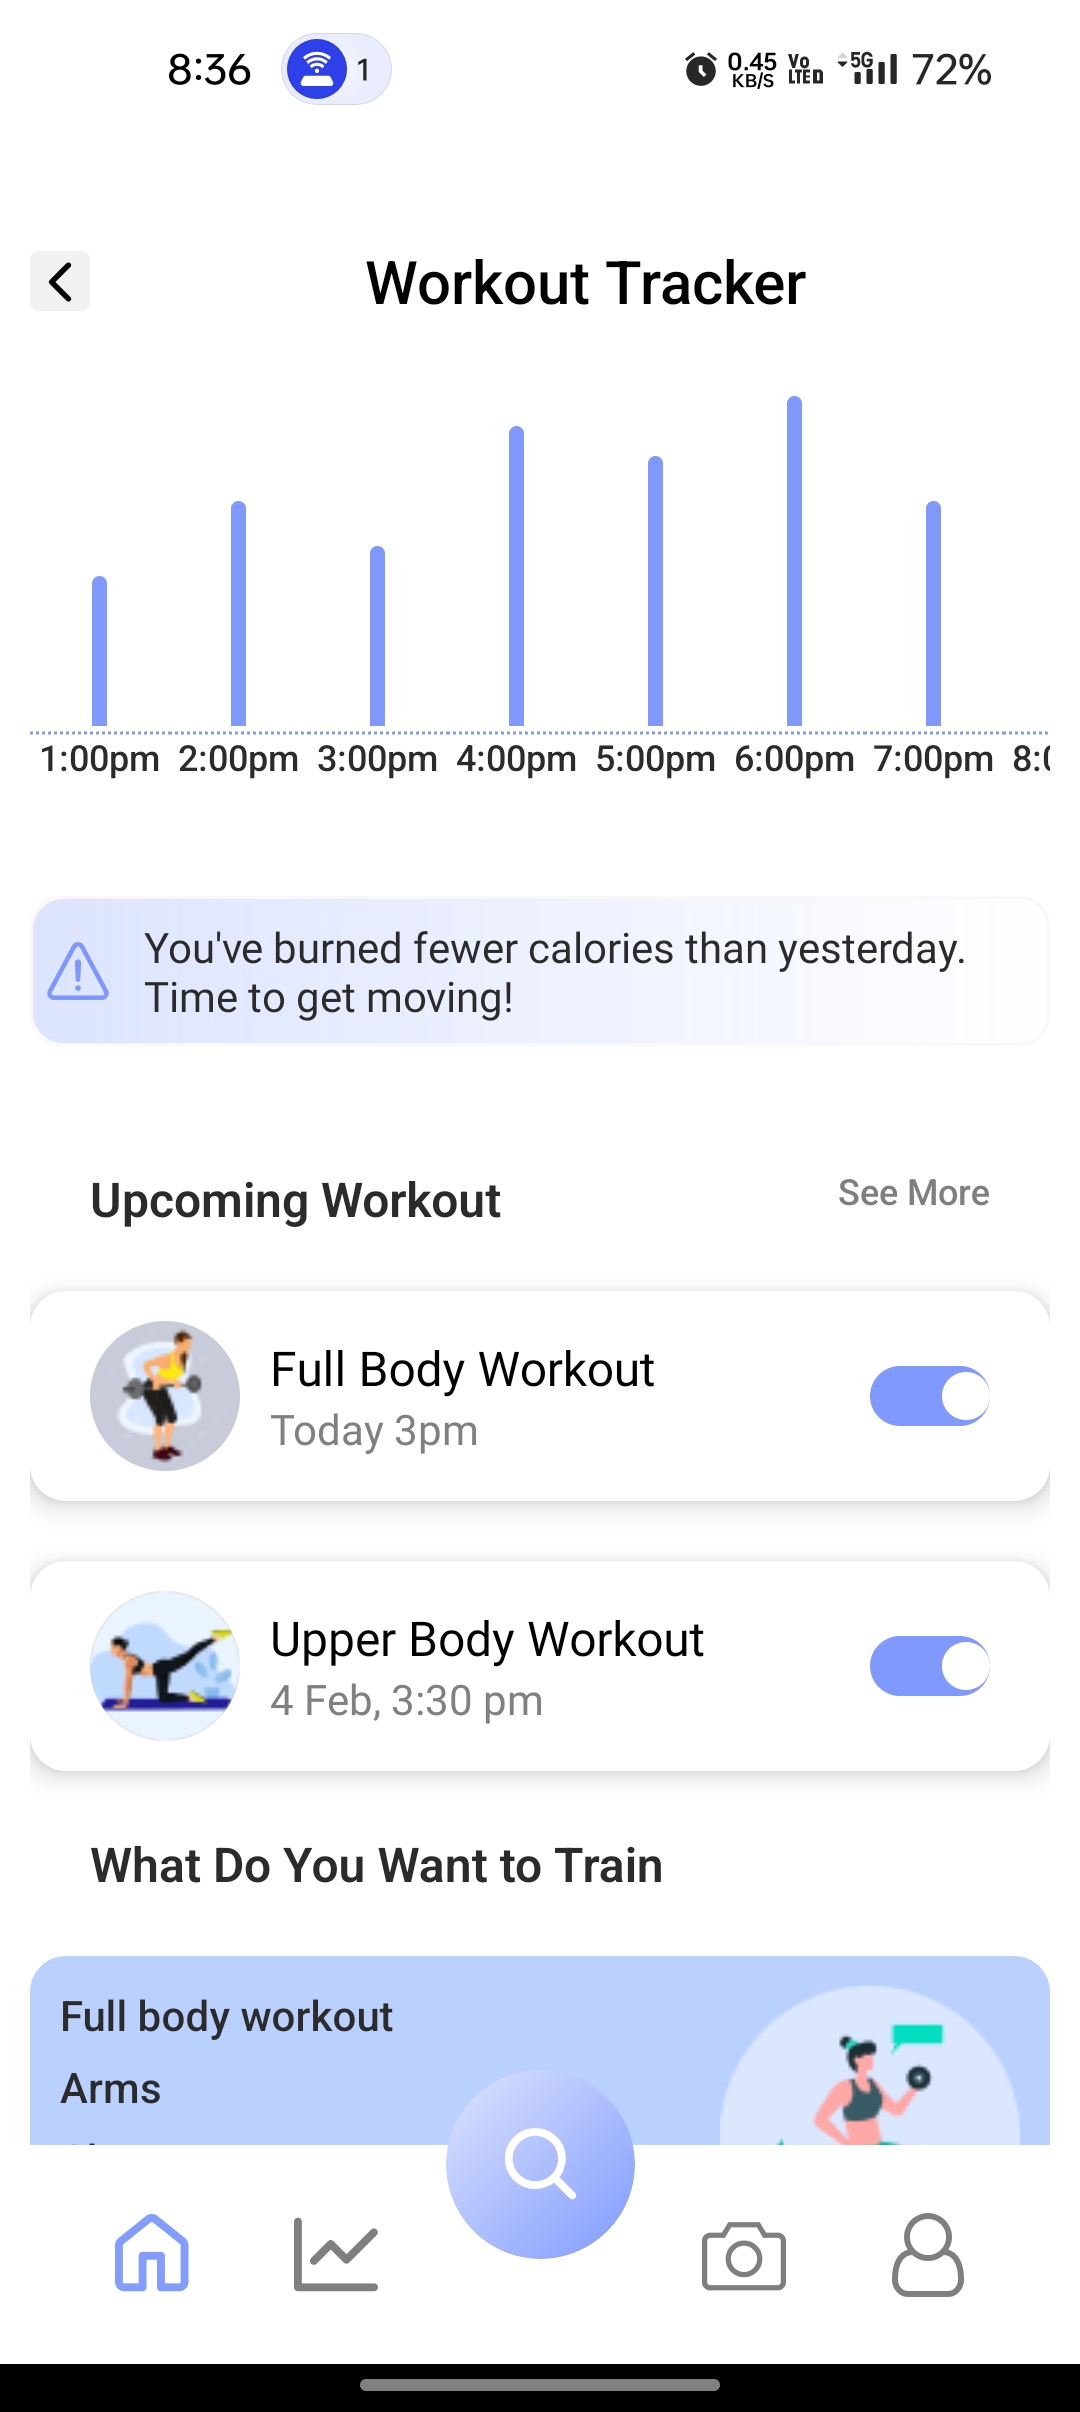 8:36
1
0.45
KB/S
Vo
LTED
5G
72%
Workout Tracker
1:00pm 2:00pm 3:00pm 4:00pm 5:00pm 6:00pm 7:00pm 8:0
You've burned fewer calories than yesterday.
Time to get moving!
Upcoming Workout
See More
Full Body Workout
Today 3pm
Upper Body Workout
4 Feb, 3:30 pm
What Do You Want to Train
Full body workout
Arms